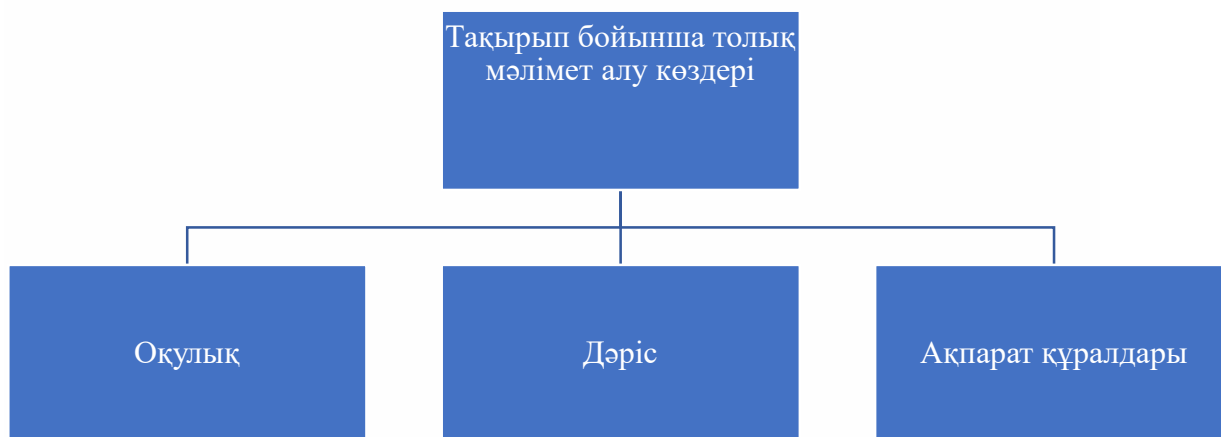 Тақырып бойынша толық
мәлімет алу көздері
Оқулық
Дәріс
Ақпарат құралдары